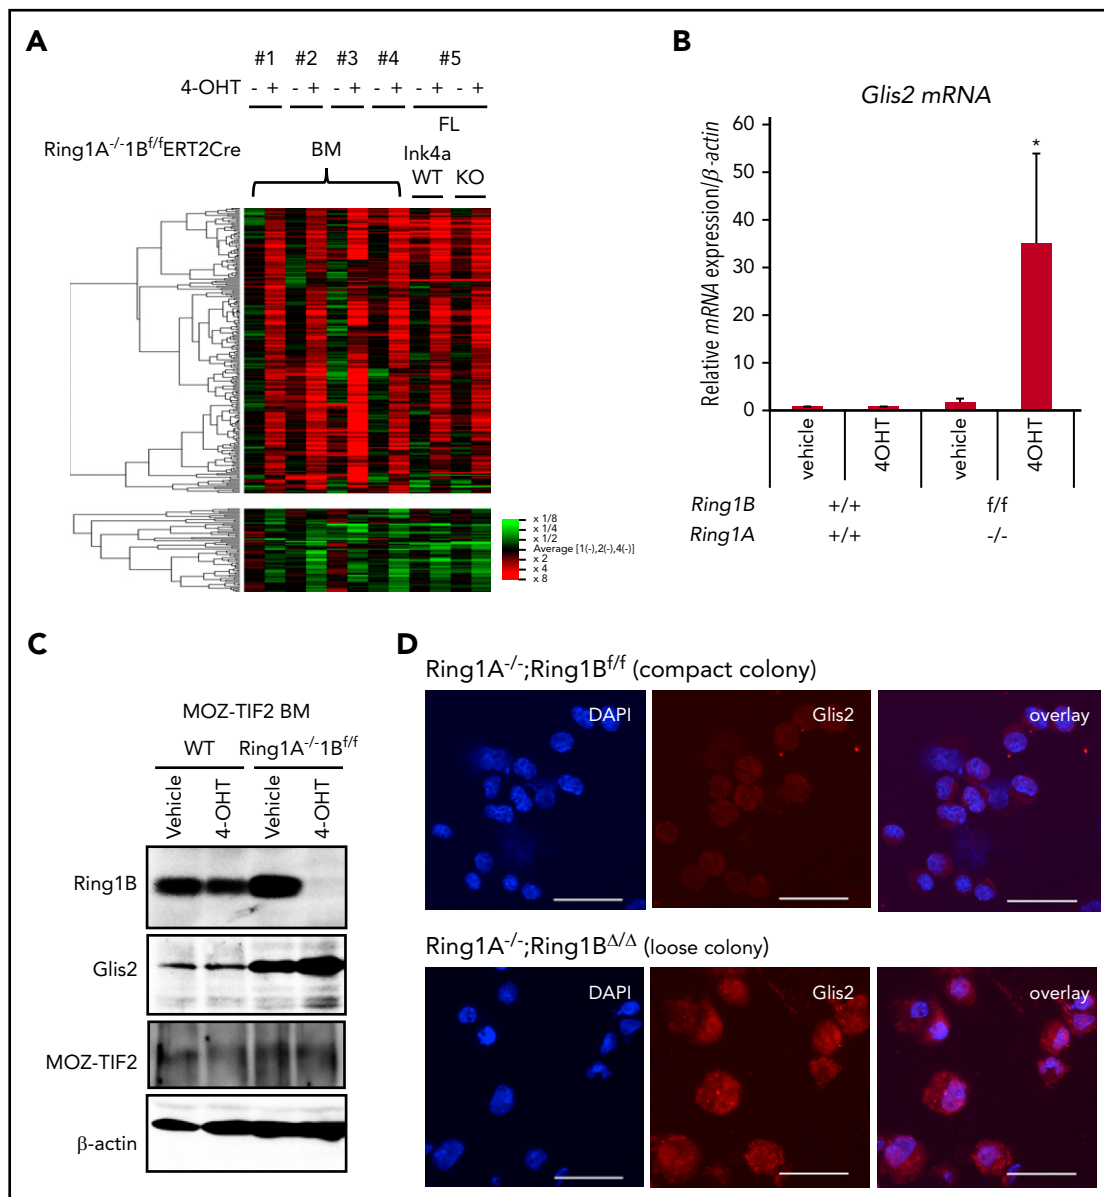 A
#1 #2 #3 #4 #5
4-OHT - + - + - + - + - + - +
FL
Ring1A-/-1Bf/fERT2Cre BM Ink4a
WT KO
x 1/8
x 1/4
x 1/2
Average [1(-),2(-),4(-)]
x 2
x 4
x 8
B
Glis2 mRNA
Relative mRNA expression/β-actin
60
50
40
30
20
10
0
*
vehicle 4OHT vehicle 4OHT
Ring1B +/+ f/f
Ring1A +/+ -/-
C
MOZ-TIF2 BM
WT Ring1A-/-1Bf/f
Vehicle 4-OHT Vehicle 4-OHT
Ring1B
Glis2
MOZ-TIF2
β-actin
D
Ring1A-/-;Ring1Bf/f (compact colony)
DAPI Glis2 overlay
Ring1A-/-;Ring1BΔ/Δ (loose colony)
DAPI Glis2 overlay